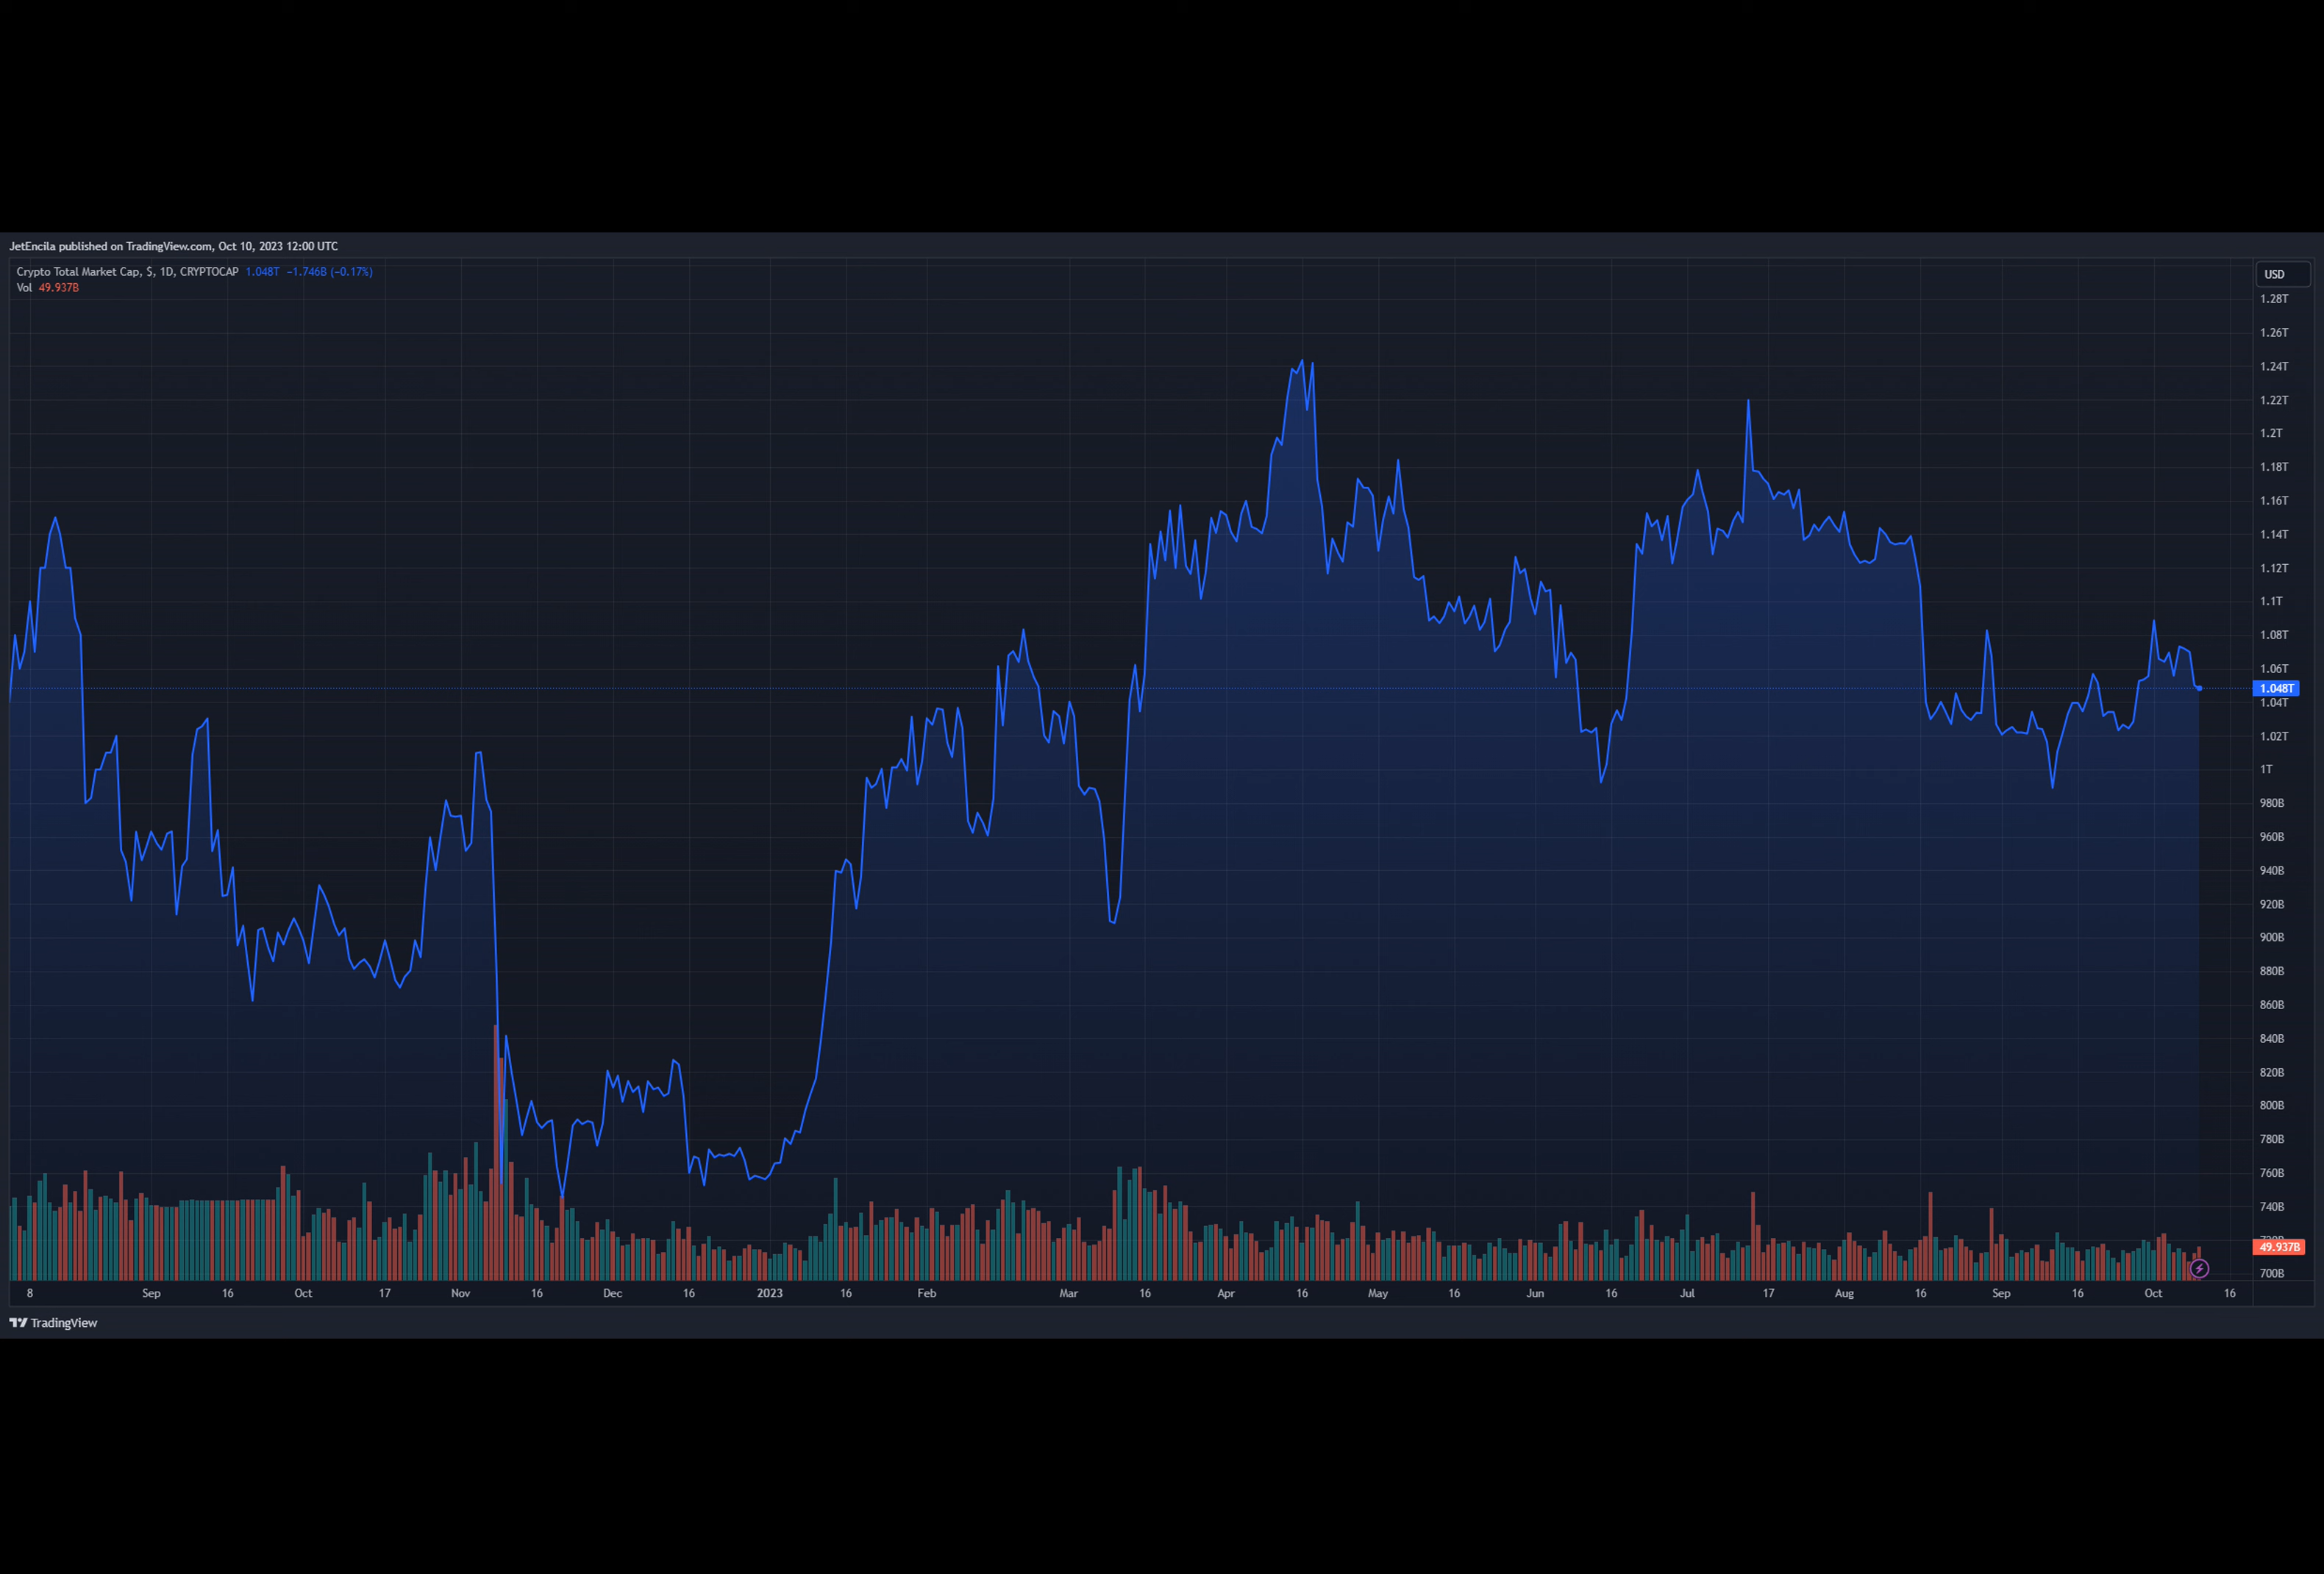 JetEncila published on TradingView.com, Oct 10, 2023 12:00 UTC
Crypto Total Market Cap, $, 1D, CRYPTOCAP 1.048T −1.746B (−0.17%)
Vol 49.937B
USD
1.28T
1.26T
1.24T
1.22T
1.2T
1.18T
1.16T
1.14T
1.12T
1.1T
1.08T
1.06T
1.048T
1.04T
1.02T
1T
980B
960B
940B
920B
900B
880B
860B
840B
820B
800B
780B
760B
740B
49.937B
700B
8 Sep 16 Oct 17 Nov 16 Dec 16 2023 16 Feb Mar 16 Apr 16 May 16 Jun 16 Jul 17 Aug 16 Sep 16 Oct 16
TradingView